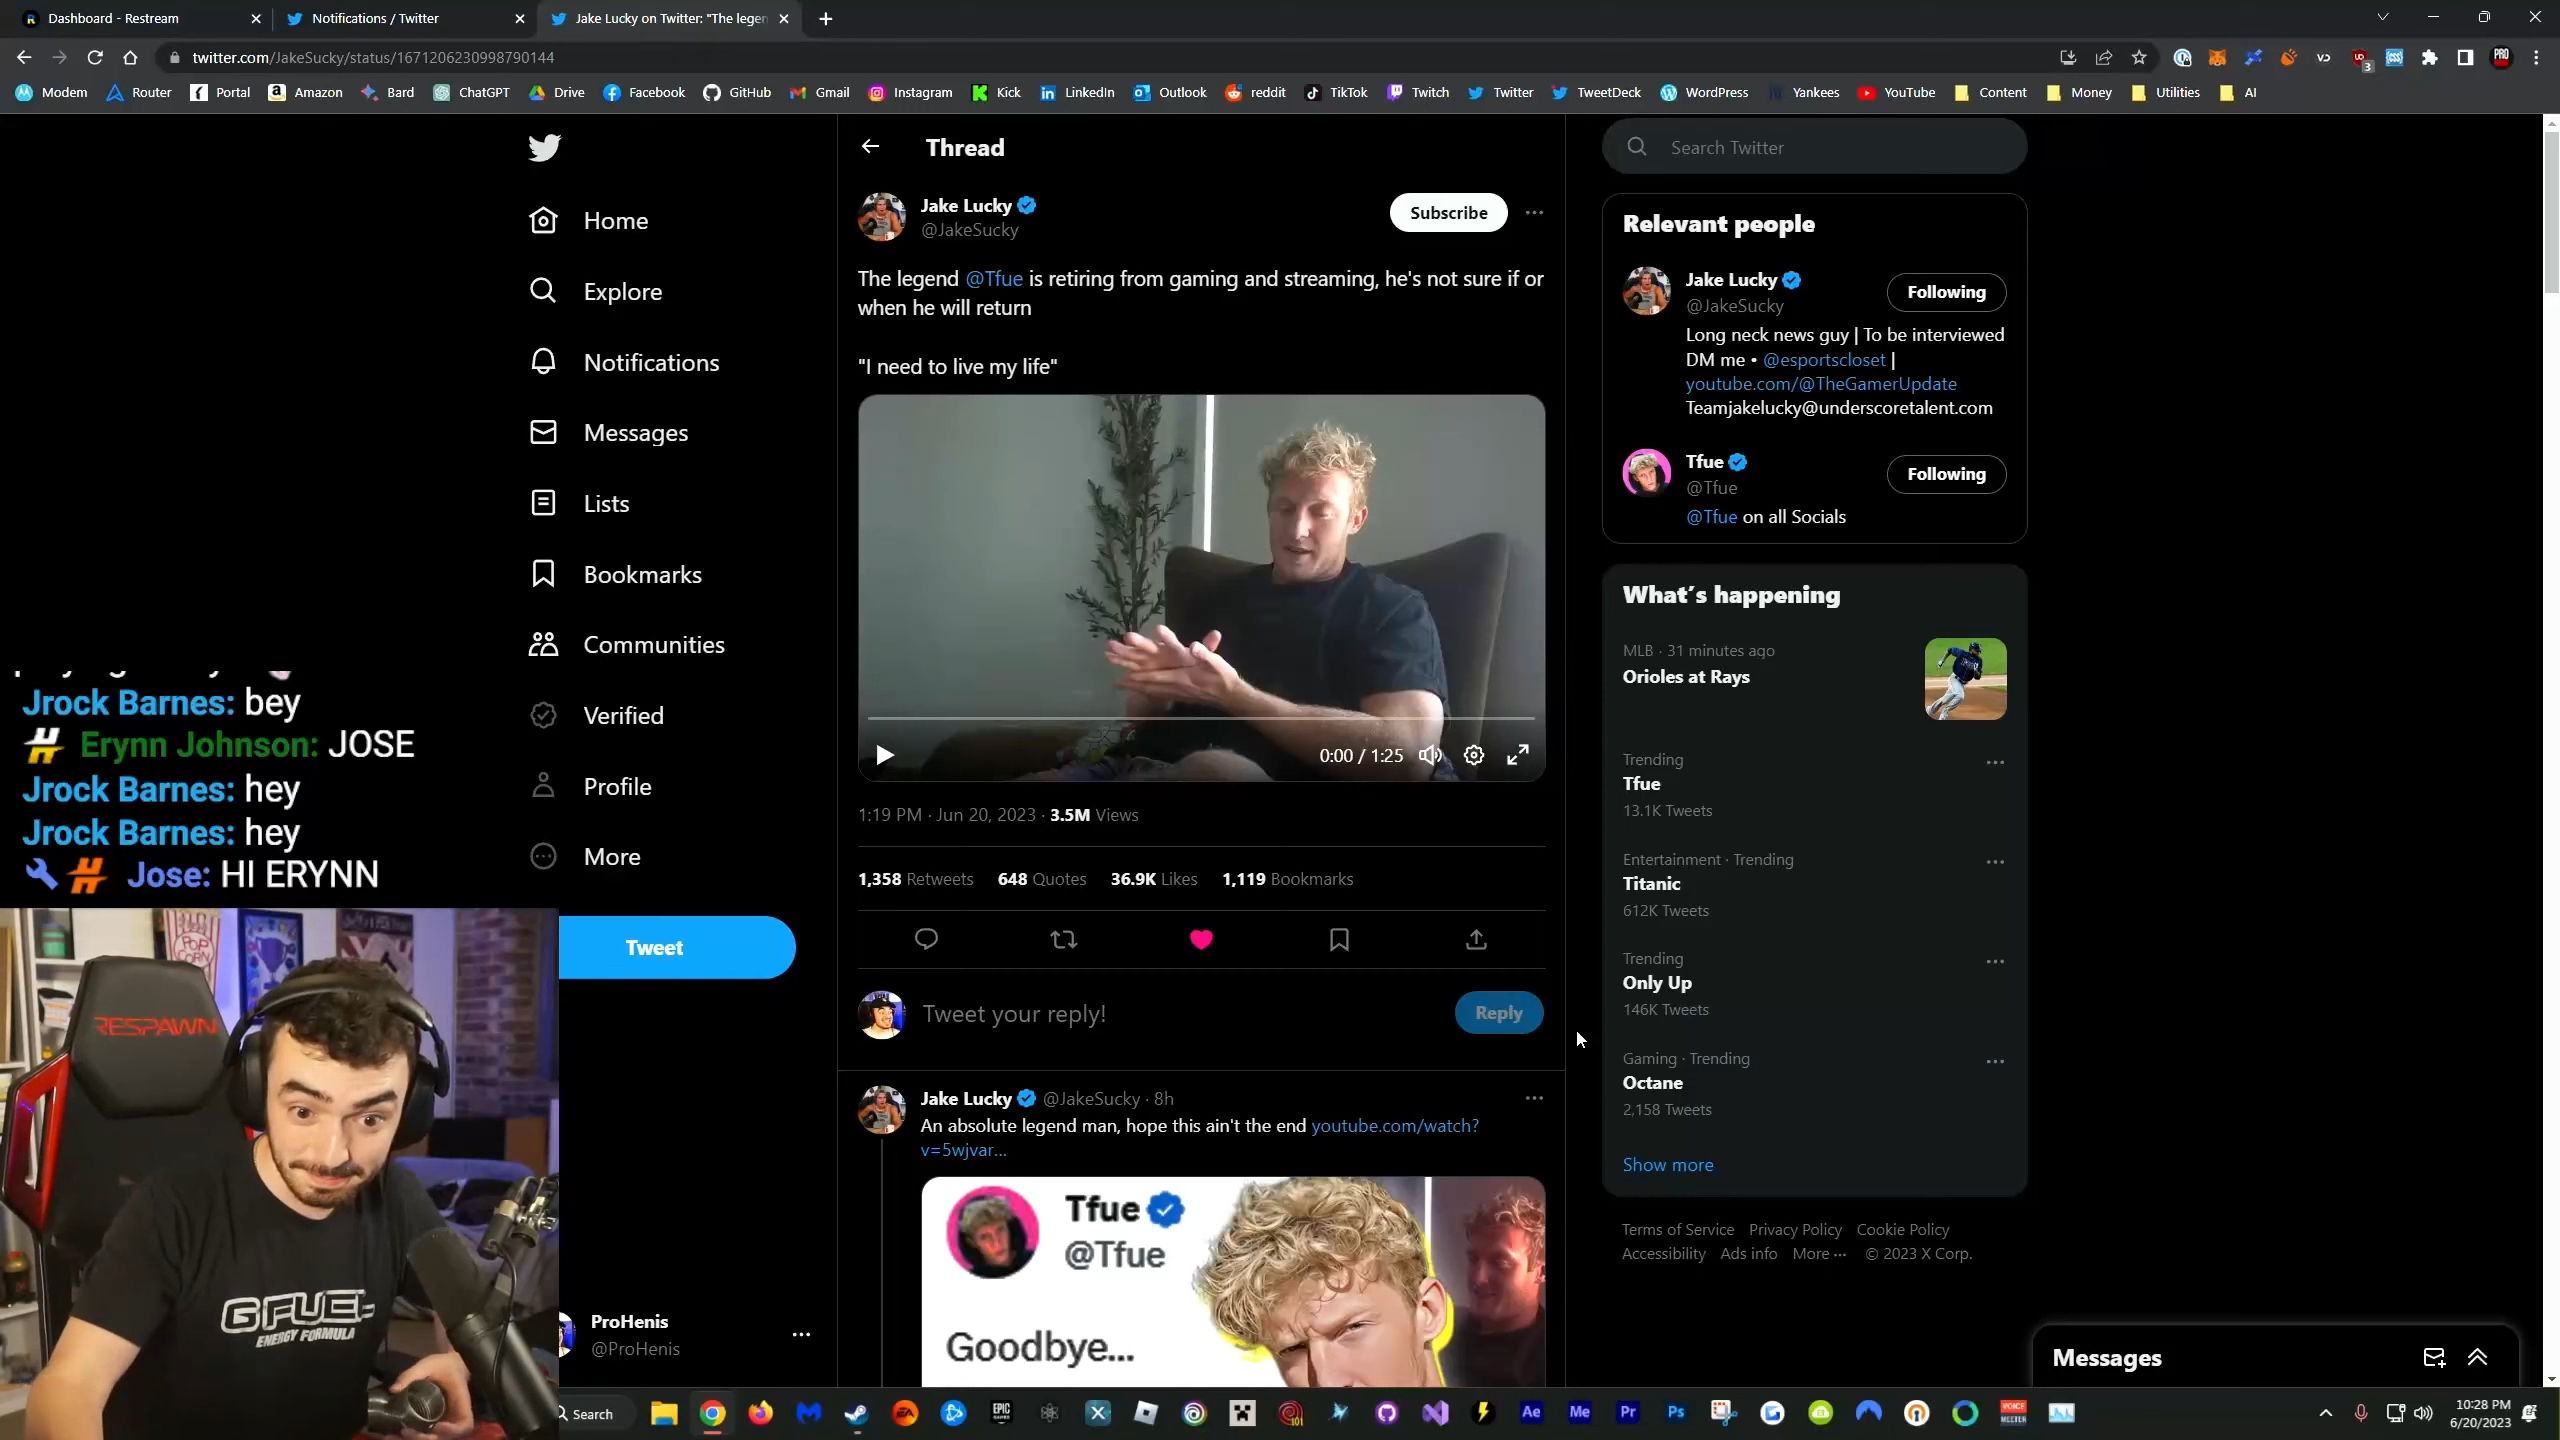 Dashboard - Restream
Notifications / Twitter
Jake Lucky on Twitter: "The legen
twitter.com/JakeSucky/status/1671206230998790144
Modem
Router
Portal
Amazon
Bard
ChatGPT
Drive
Facebook
GitHub
Gmail
Instagram
Kick
LinkedIn
Outlook
reddit
TikTok
Twitch
Twitter
TweetDeck
WordPress
Yankees
YouTube
Content
Money
Utilities
AI
Home
Explore
Notifications
Messages
Lists
Bookmarks
Communities
Verified
Profile
More
Tweet
ProHenis
@ProHenis
Jrock Barnes: bey
Erynn Johnson: JOSE
Jrock Barnes: hey
Jrock Barnes: hey
Jose: HI ERYNN
POP
CORN
RESPAWN
G FUEL
ENERGY FORMULA
Thread
Jake Lucky
@JakeSucky
Subscribe
The legend @Tfue is retiring from gaming and streaming, he's not sure if or
when he will return
"I need to live my life"
0:00 / 1:25
1:19 PM · Jun 20, 2023 · 3.5M Views
1,358 Retweets 648 Quotes 36.9K Likes 1,119 Bookmarks
Tweet your reply!
Reply
Jake Lucky @JakeSucky · 8h
An absolute legend man, hope this ain't the end youtube.com/watch?
v=5wjvar...
Tfue
@Tfue
Goodbye...
Search Twitter
Relevant people
Jake Lucky
@JakeSucky
Following
Long neck news guy | To be interviewed
DM me • @esportscloset |
youtube.com/@TheGamerUpdate
Teamjakelucky@underscoretalent.com
Tfue
@Tfue
Following
@Tfue on all Socials
What's happening
MLB · 31 minutes ago
Orioles at Rays
Trending
Tfue
13.1K Tweets
Entertainment · Trending
Titanic
612K Tweets
Trending
Only Up
146K Tweets
Gaming · Trending
Octane
2,158 Tweets
Show more
Terms of Service Privacy Policy Cookie Policy
Accessibility Ads info More ··· © 2023 X Corp.
Messages
Search
EPIC
GAMES
Ae
Me
Pr
Ps
VOICE
MEETER
10:28 PM
6/20/2023